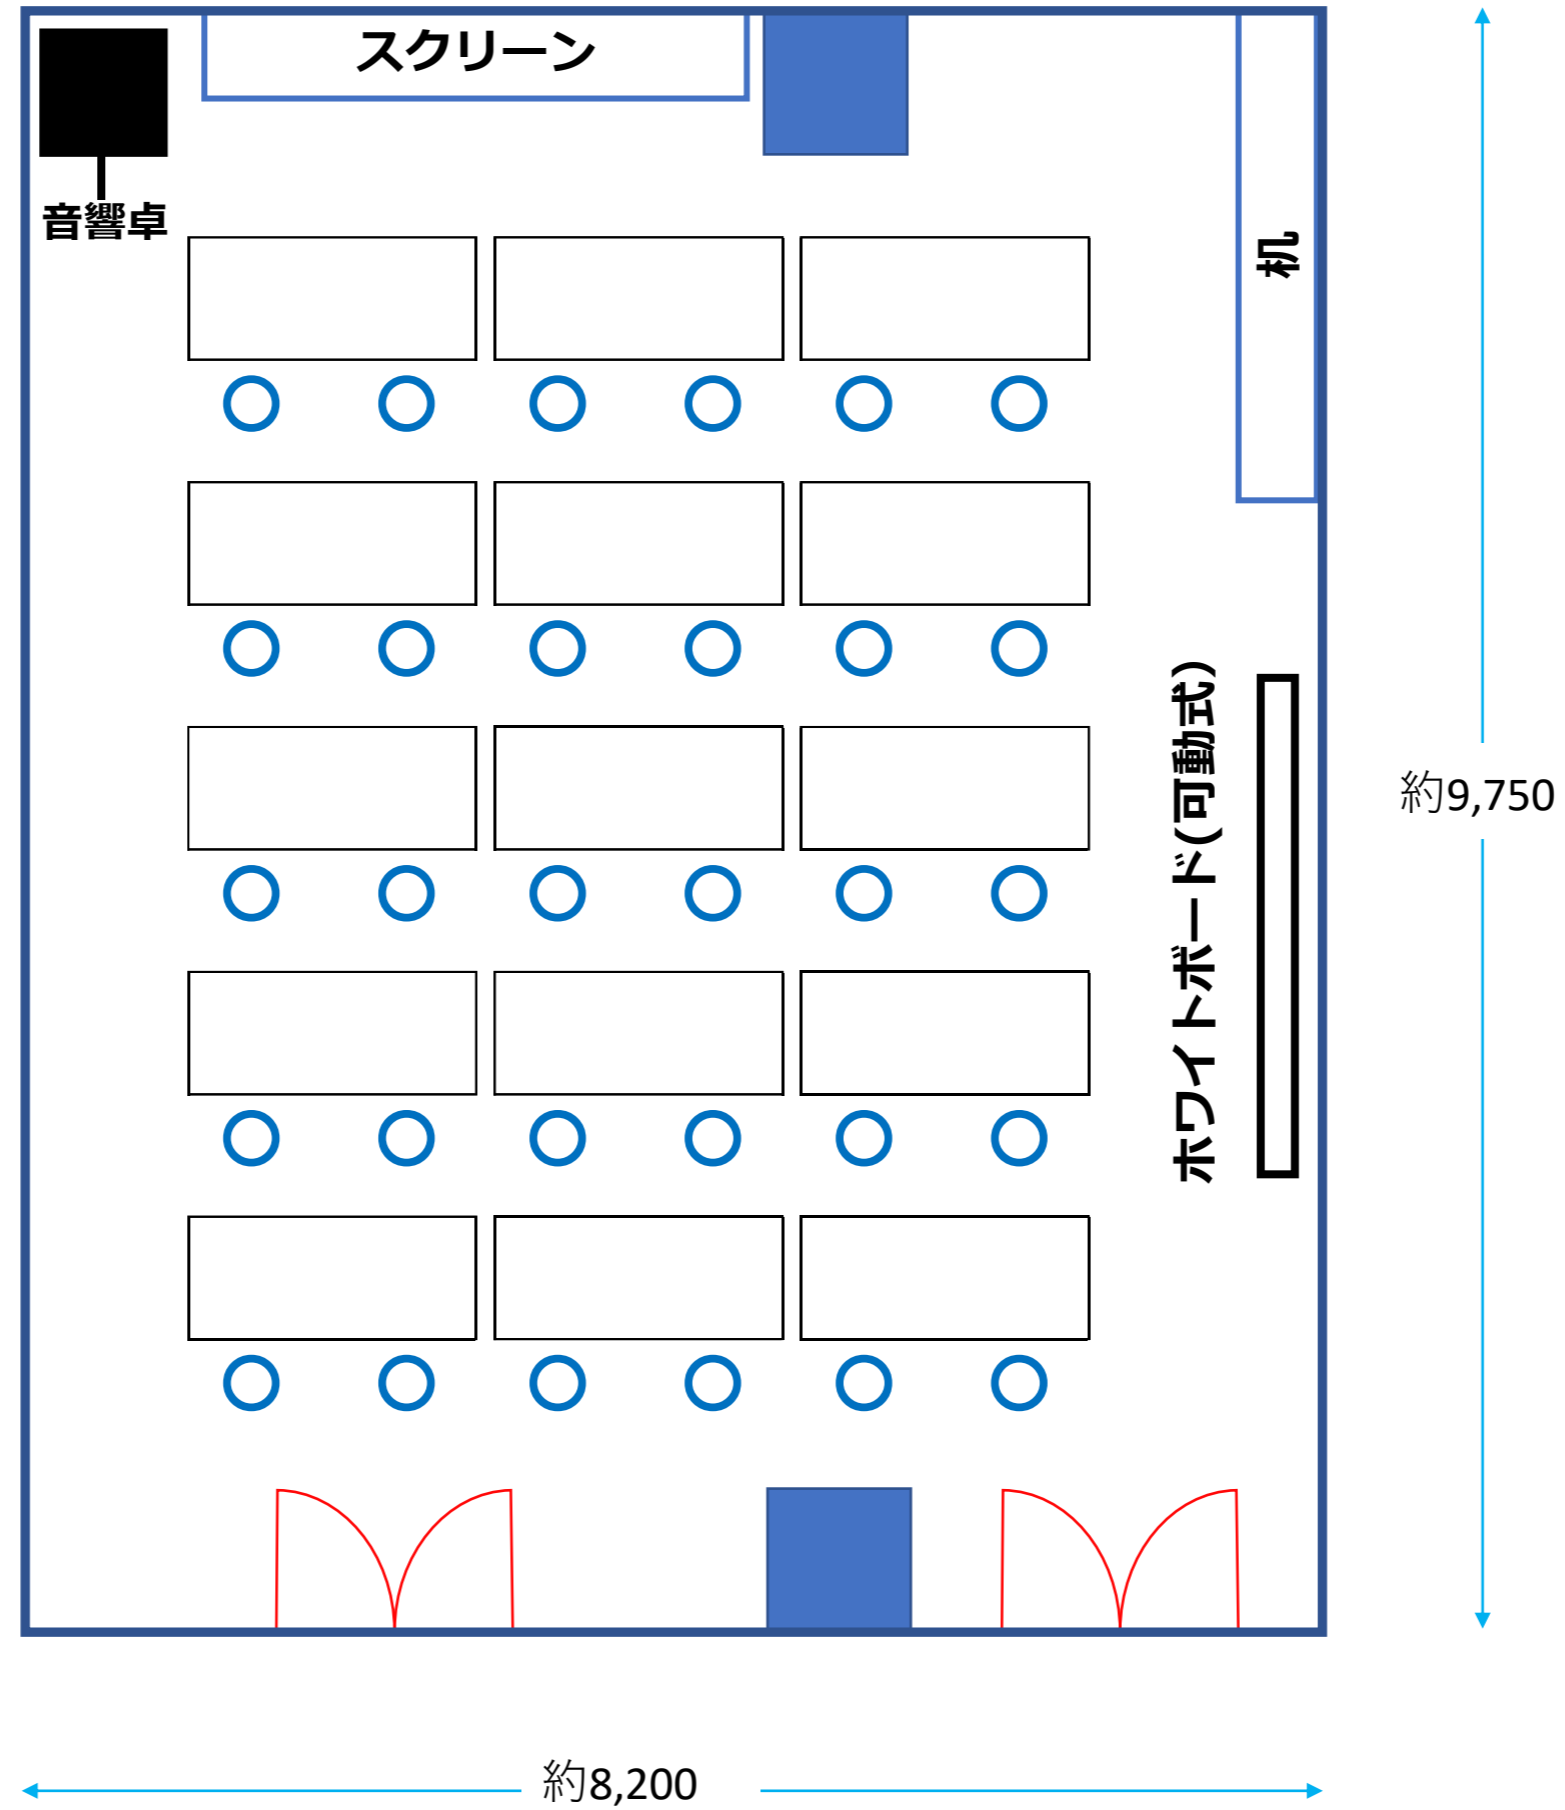 スクリーン
音響卓
机
ホワイトボード(可動式)
約9,750
約8,200